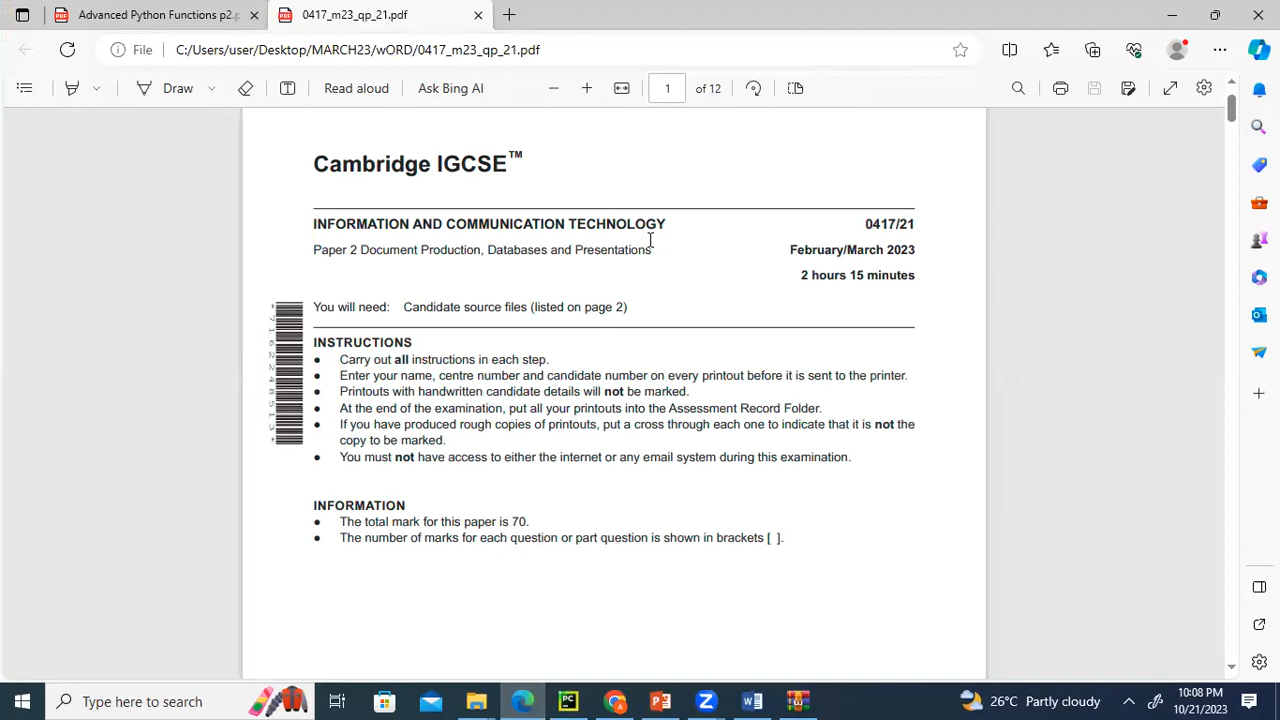 Advanced Python Functions p2.p
0417_m23_qp_21.pdf
File
C:/Users/user/Desktop/MARCH23/wORD/0417_m23_qp_21.pdf
Draw
Read aloud
Ask Bing AI
1
of 12
Cambridge IGCSE™
INFORMATION AND COMMUNICATION TECHNOLOGY 0417/21
Paper 2 Document Production, Databases and Presentations February/March 2023
2 hours 15 minutes
You will need: Candidate source files (listed on page 2)
INSTRUCTIONS
● Carry out all instructions in each step.
● Enter your name, centre number and candidate number on every printout before it is sent to the printer.
● Printouts with handwritten candidate details will not be marked.
● At the end of the examination, put all your printouts into the Assessment Record Folder.
● If you have produced rough copies of printouts, put a cross through each one to indicate that it is not the
copy to be marked.
● You must not have access to either the internet or any email system during this examination.
INFORMATION
● The total mark for this paper is 70.
● The number of marks for each question or part question is shown in brackets [ ].
Type here to search
26°C Partly cloudy
10:08 PM
10/21/2023